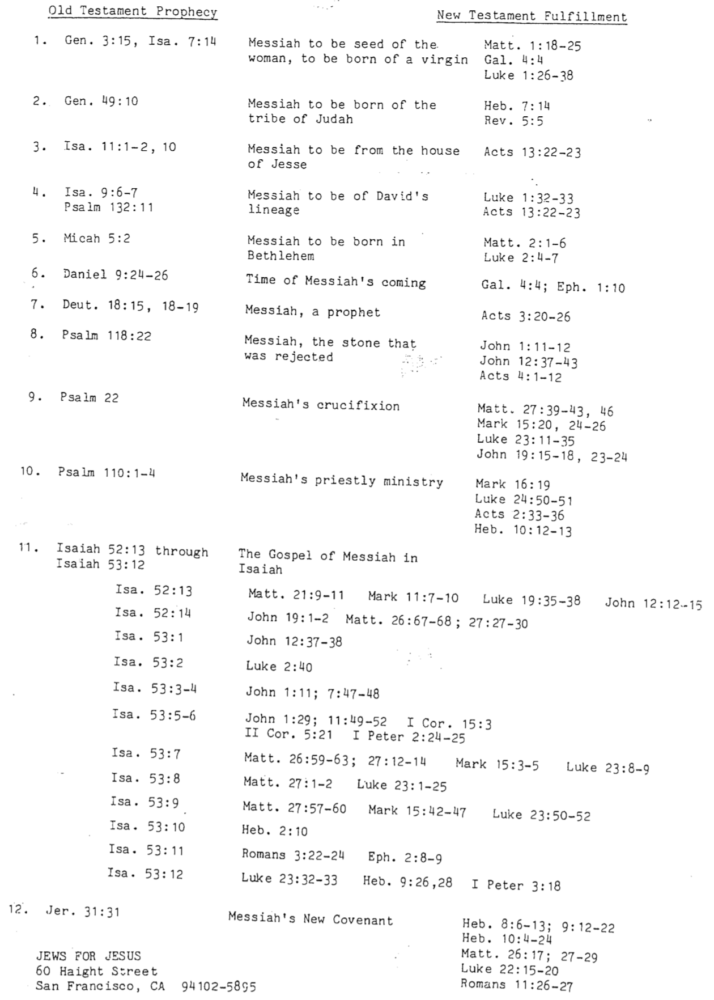 Old Testament Prophecy    New Testament Fulfillment
1. Gen. 3:15, Isa. 7:14    Messiah to be seed of the    Matt. 1:18-25
woman, to be born of a virgin    Gal. 4:4
Luke 1:26-38
2. Gen. 49:10    Messiah to be born of the    Heb. 7:14
tribe of Judah    Rev. 5:5
3. Isa. 11:1-2, 10    Messiah to be from the house    Acts 13:22-23
of Jesse
4. Isa. 9:6-7    Messiah to be of David's    Luke 1:32-33
Psalm 132:11    lineage    Acts 13:22-23
5. Micah 5:2    Messiah to be born in    Matt. 2:1-6
Bethlehem    Luke 2:4-7
6. Daniel 9:24-26    Time of Messiah's coming    Gal. 4:4; Eph. 1:10
7. Deut. 18:15, 18-19    Messiah, a prophet    Acts 3:20-26
8. Psalm 118:22    Messiah, the stone that    John 1:11-12
was rejected    John 12:37-43
Acts 4:1-12
9. Psalm 22    Messiah's crucifixion    Matt. 27:39-43, 46
Mark 15:20, 24-26
Luke 23:11-35
John 19:15-18, 23-24
10. Psalm 110:1-4    Messiah's priestly ministry    Mark 16:19
Luke 24:50-51
Acts 2:33-36
Heb. 10:12-13
11. Isaiah 52:13 through    The Gospel of Messiah in
Isaiah 53:12    Isaiah
Isa. 52:13    Matt. 21:9-11    Mark 11:7-10    Luke 19:35-38    John 12:12-15
Isa. 52:14    John 19:1-2    Matt. 26:67-68; 27:27-30
Isa. 53:1    John 12:37-38
Isa. 53:2    Luke 2:40
Isa. 53:3-4    John 1:11; 7:47-48
Isa. 53:5-6    John 1:29; 11:49-52    I Cor. 15:3
II Cor. 5:21    I Peter 2:24-25
Isa. 53:7    Matt. 26:59-63; 27:12-14    Mark 15:3-5    Luke 23:8-9
Isa. 53:8    Matt. 27:1-2    Luke 23:1-25
Isa. 53:9    Matt. 27:57-60    Mark 15:42-47    Luke 23:50-52
Isa. 53:10    Heb. 2:10
Isa. 53:11    Romans 3:22-24    Eph. 2:8-9
Isa. 53:12    Luke 23:32-33    Heb. 9:26,28    I Peter 3:18
12. Jer. 31:31    Messiah's New Covenant    Heb. 8:6-13; 9:12-22
Heb. 10:4-24
Matt. 26:17; 27-29
Luke 22:15-20
Romans 11:26-27
JEWS FOR JESUS
60 Haight Street
San Francisco, CA 94102-5895